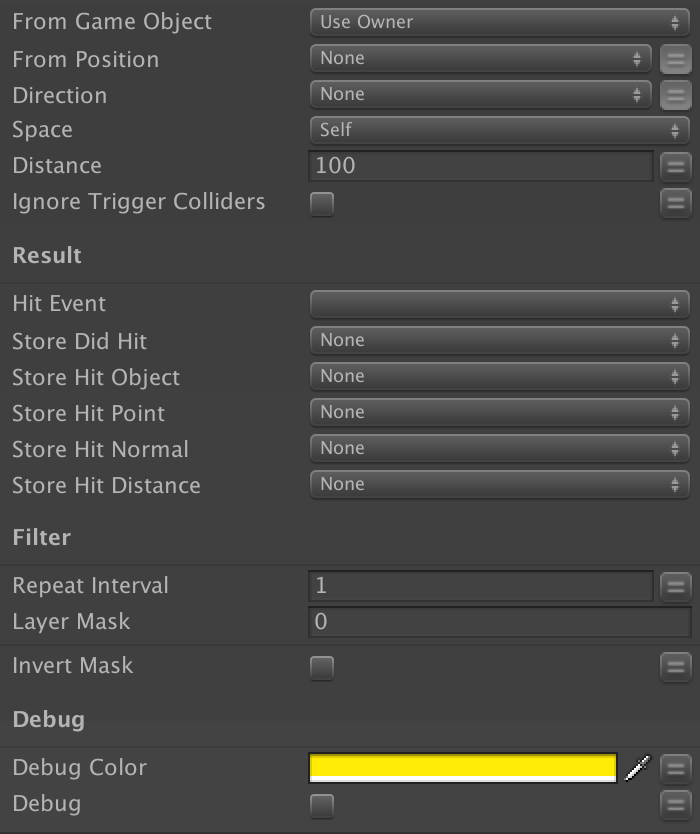 From Game Object Use Owner
From Position None
Direction None
Space Self
Distance 100
Ignore Trigger Colliders
Result
Hit Event
Store Did Hit None
Store Hit Object None
Store Hit Point None
Store Hit Normal None
Store Hit Distance None
Filter
Repeat Interval 1
Layer Mask 0
Invert Mask
Debug
Debug Color
Debug